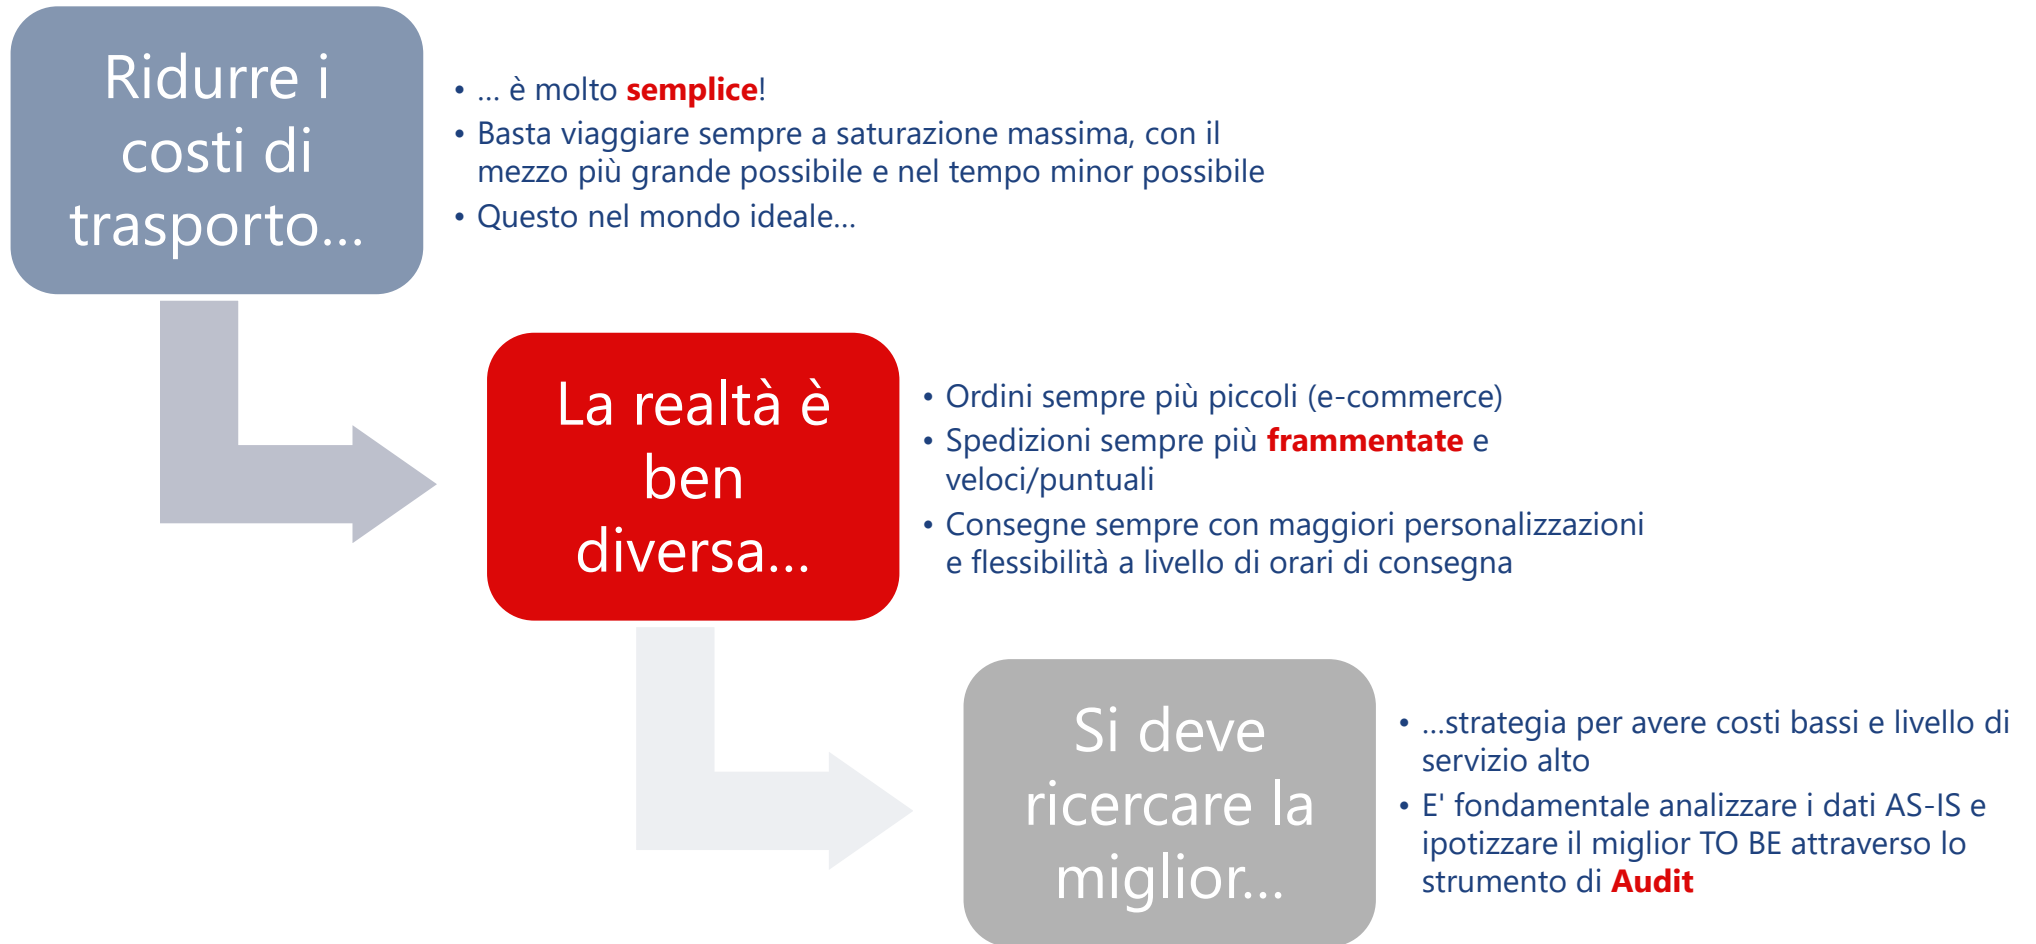 Ridurre i
costi di
trasporto...
• ... è molto semplice!
• Basta viaggiare sempre a saturazione massima, con il
mezzo più grande possibile e nel tempo minor possibile
• Questo nel mondo ideale...
La realtà è
ben
diversa...
• Ordini sempre più piccoli (e-commerce)
• Spedizioni sempre più frammentate e
veloci/puntuali
• Consegne sempre con maggiori personalizzazioni
e flessibilità a livello di orari di consegna
Si deve
ricercare la
miglior...
• ...strategia per avere costi bassi e livello di
servizio alto
• E' fondamentale analizzare i dati AS-IS e
ipotizzare il miglior TO BE attraverso lo
strumento di Audit